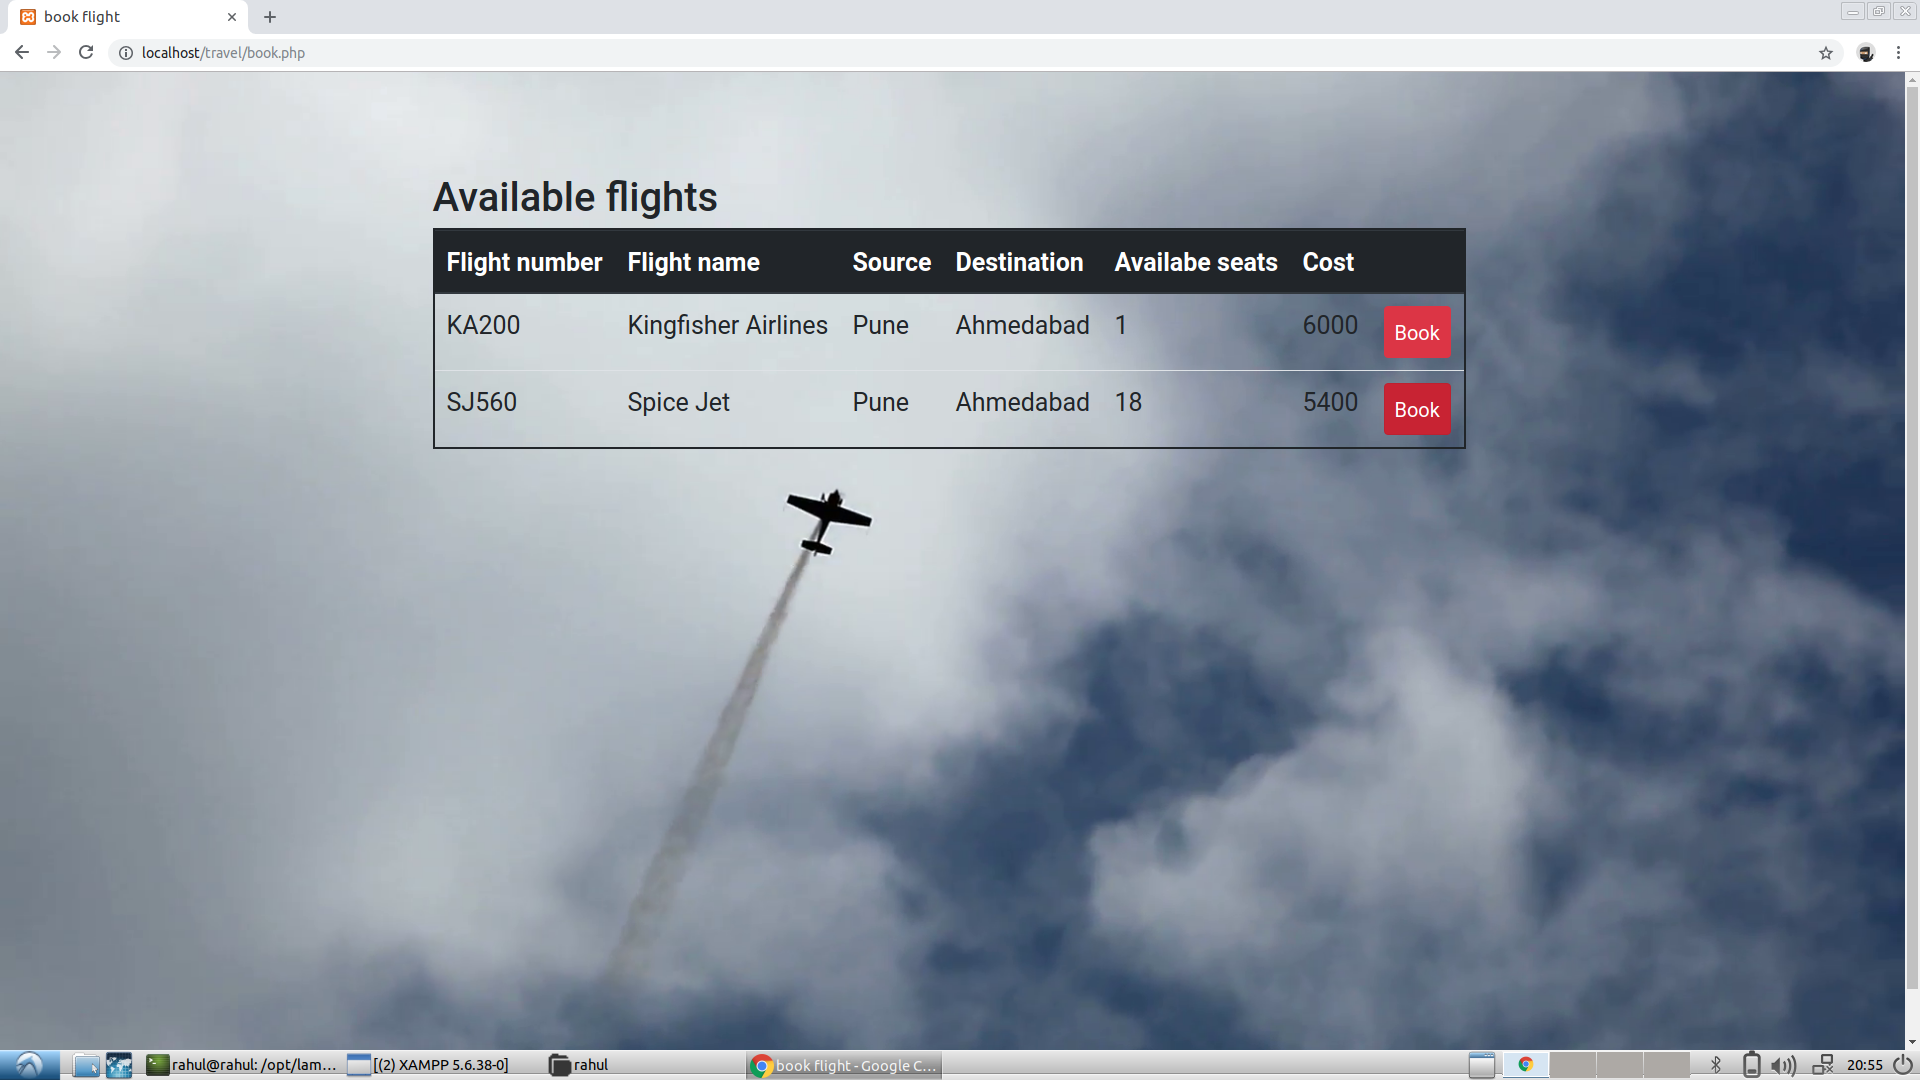 book flight
localhost/travel/book.php
Available flights
Flight number Flight name Source Destination Availabe seats Cost
KA200 Kingfisher Airlines Pune Ahmedabad 1 6000 Book
SJ560 Spice Jet Pune Ahmedabad 18 5400 Book
rahul@rahul: /opt/lam... [(2) XAMPP 5.6.38-0] rahul book flight - Google C... 20:55